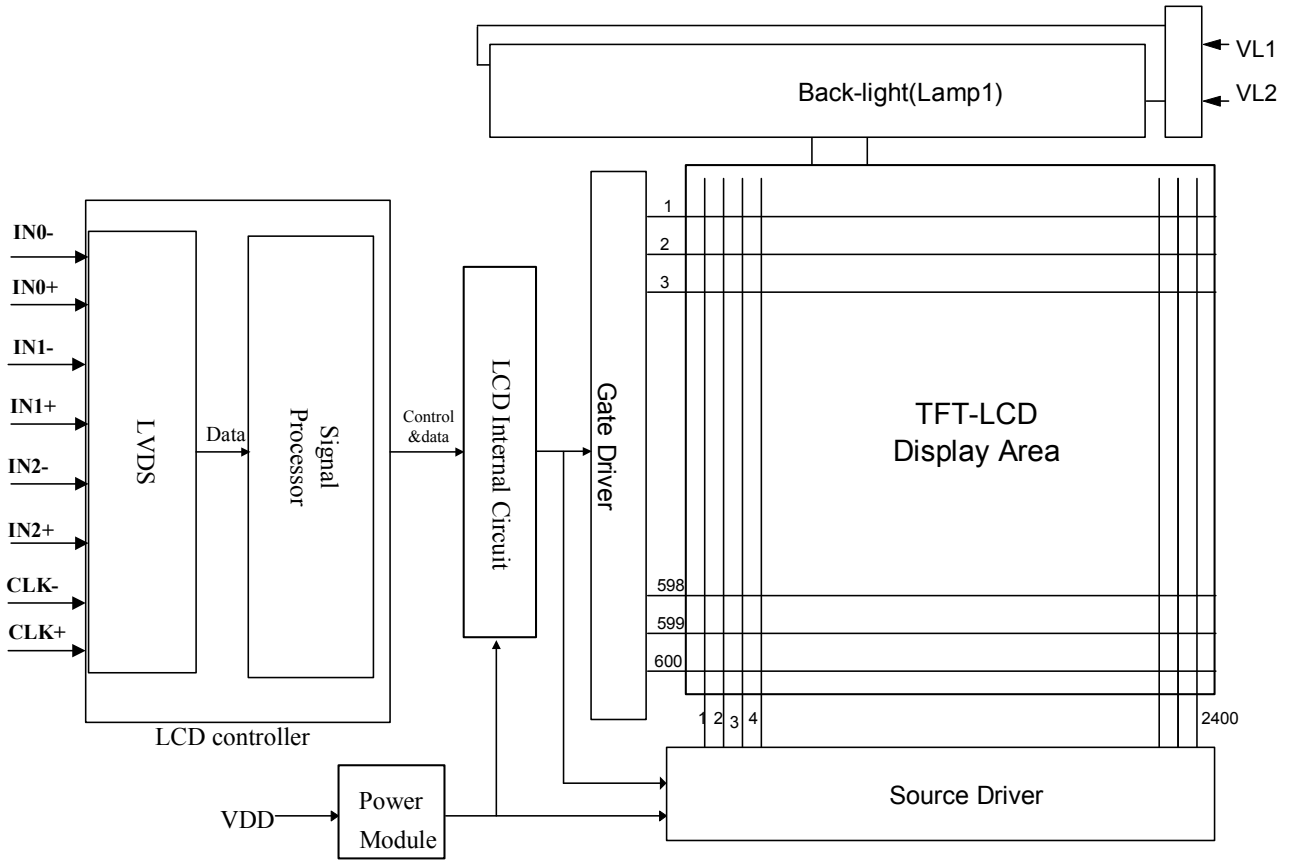 VL1
Back-light(Lamp1)
VL2
1
IN0-
2
IN0+
3
IN1-
LCD Internal Circuit
Gate Driver
IN1+
LVDS
Data
Signal
Processor
Control
&data
TFT-LCD
Display Area
IN2-
IN2+
CLK-
598
CLK+
599
600
1
2
3
4
2400
LCD controller
VDD
Power
Module
Source Driver